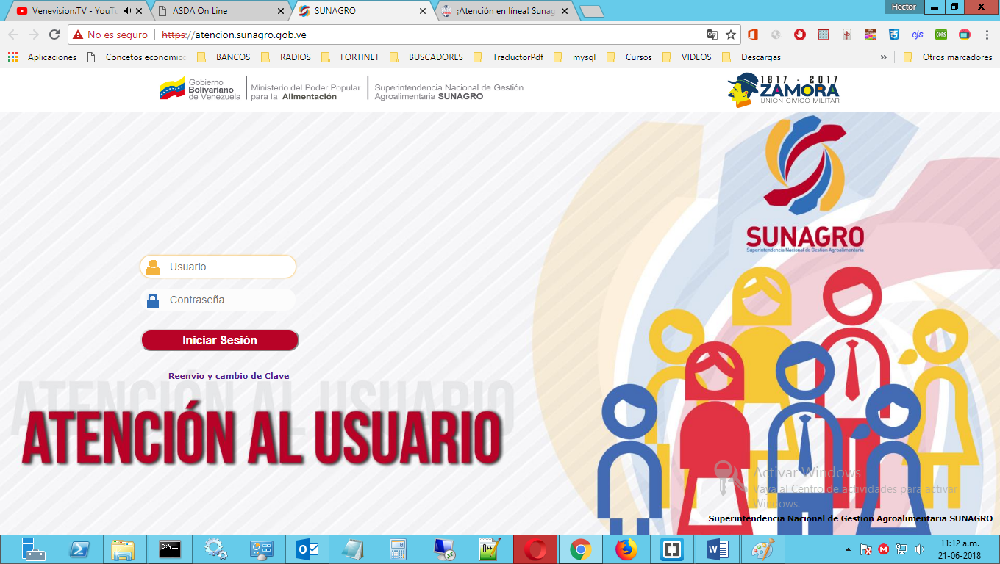 Hector
Venevision.TV - YouTu
ASDA On Line
SUNAGRO
¡Atención en línea! Sunag
No es seguro
https://atencion.sunagro.gob.ve
Aplicaciones
Concetos economic
BANCOS
RADIOS
FORTINET
BUSCADORES
TraductorPdf
mysql
Cursos
VIDEOS
Descargas
»
Otros marcadores
Gobierno
Bolivariano
de Venezuela
Ministerio del Poder Popular
para la Alimentación
Superintendencia Nacional de Gestión
Agroalimentaria SUNAGRO
1817 - 2017
ZAMORA
UNIÓN CÍVICO MILITAR
SUNAGRO
Superintendencia Nacional de Gestión Agroalimentaria
Usuario
Contraseña
Iniciar Sesión
Reenvio y cambio de Clave
ATENCIÓN AL USUARIO
Activar Windows
Vaya al Centro de actividades para activar
Windows.
Superintendencia Nacional de Gestion Agroalimentaria SUNAGRO
11:12 a.m.
21-06-2018